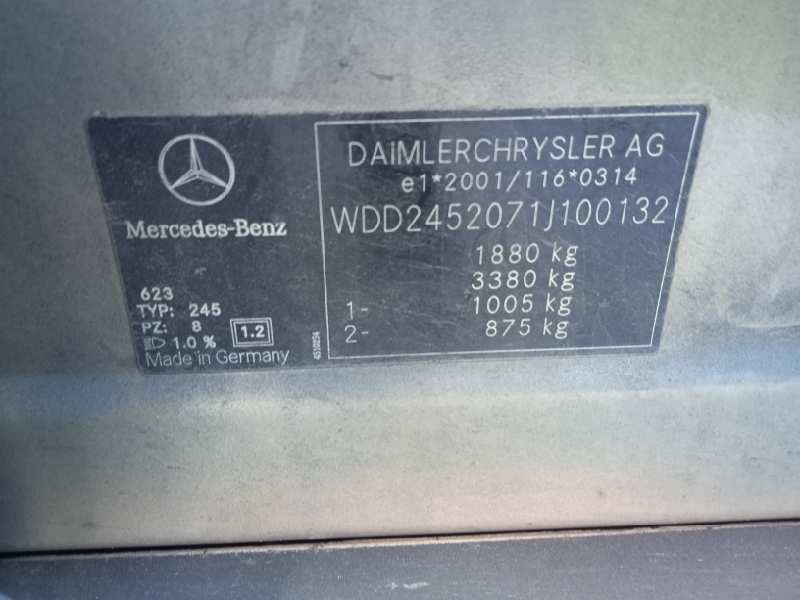 Mercedes-Benz
623
TYP: 245
PZ: 8
1.0 %
1.2
Made in Germany
DAIMLERCHRYSLER AG
e1*2001/116*0314
WDD2452071J100132
1880 kg
3380 kg
1- 1005 kg
2- 875 kg